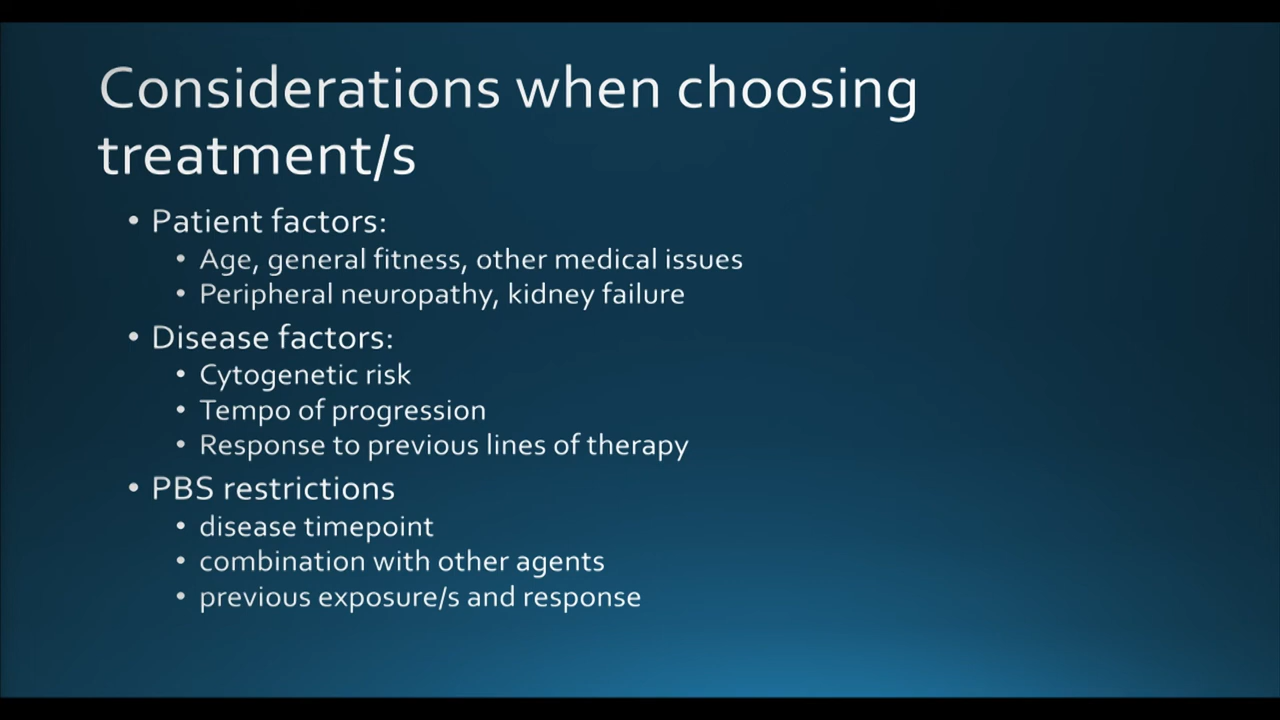 Considerations when choosing
treatment/s
• Patient factors:
• Age, general fitness, other medical issues
• Peripheral neuropathy, kidney failure
• Disease factors:
• Cytogenetic risk
• Tempo of progression
• Response to previous lines of therapy
• PBS restrictions
• disease timepoint
• combination with other agents
• previous exposure/s and response